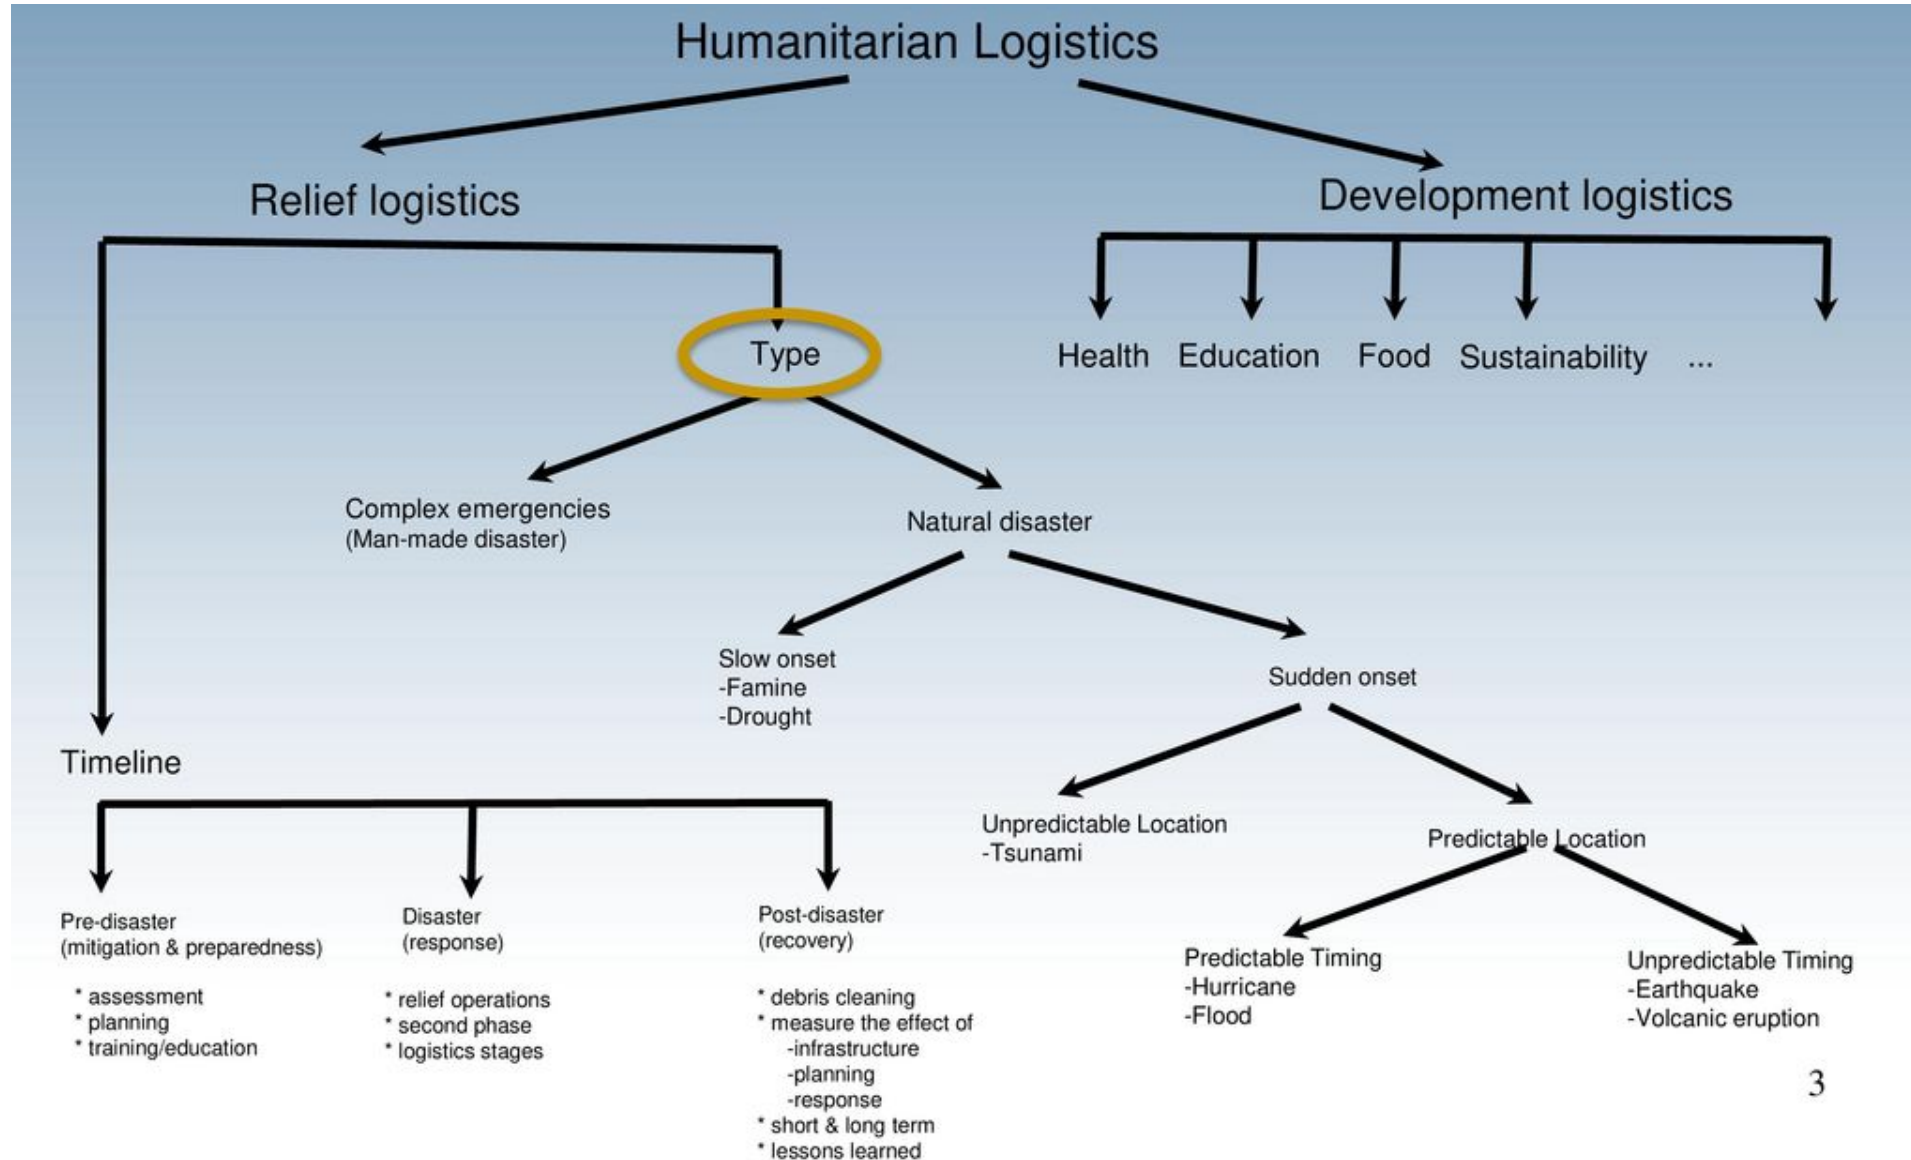 Humanitarian Logistics
Relief logistics
Development logistics
Type
Health
Education
Food
Sustainability
...
Complex emergencies
(Man-made disaster)
Natural disaster
Slow onset
-Famine
-Drought
Sudden onset
Timeline
Unpredictable Location
-Tsunami
Predictable Location
Pre-disaster
(mitigation & preparedness)
* assessment
* planning
* training/education
Disaster
(response)
* relief operations
* second phase
* logistics stages
Post-disaster
(recovery)
* debris cleaning
* measure the effect of
-infrastructure
-planning
-response
* short & long term
* lessons learned
Predictable Timing
-Hurricane
-Flood
Unpredictable Timing
-Earthquake
-Volcanic eruption
3